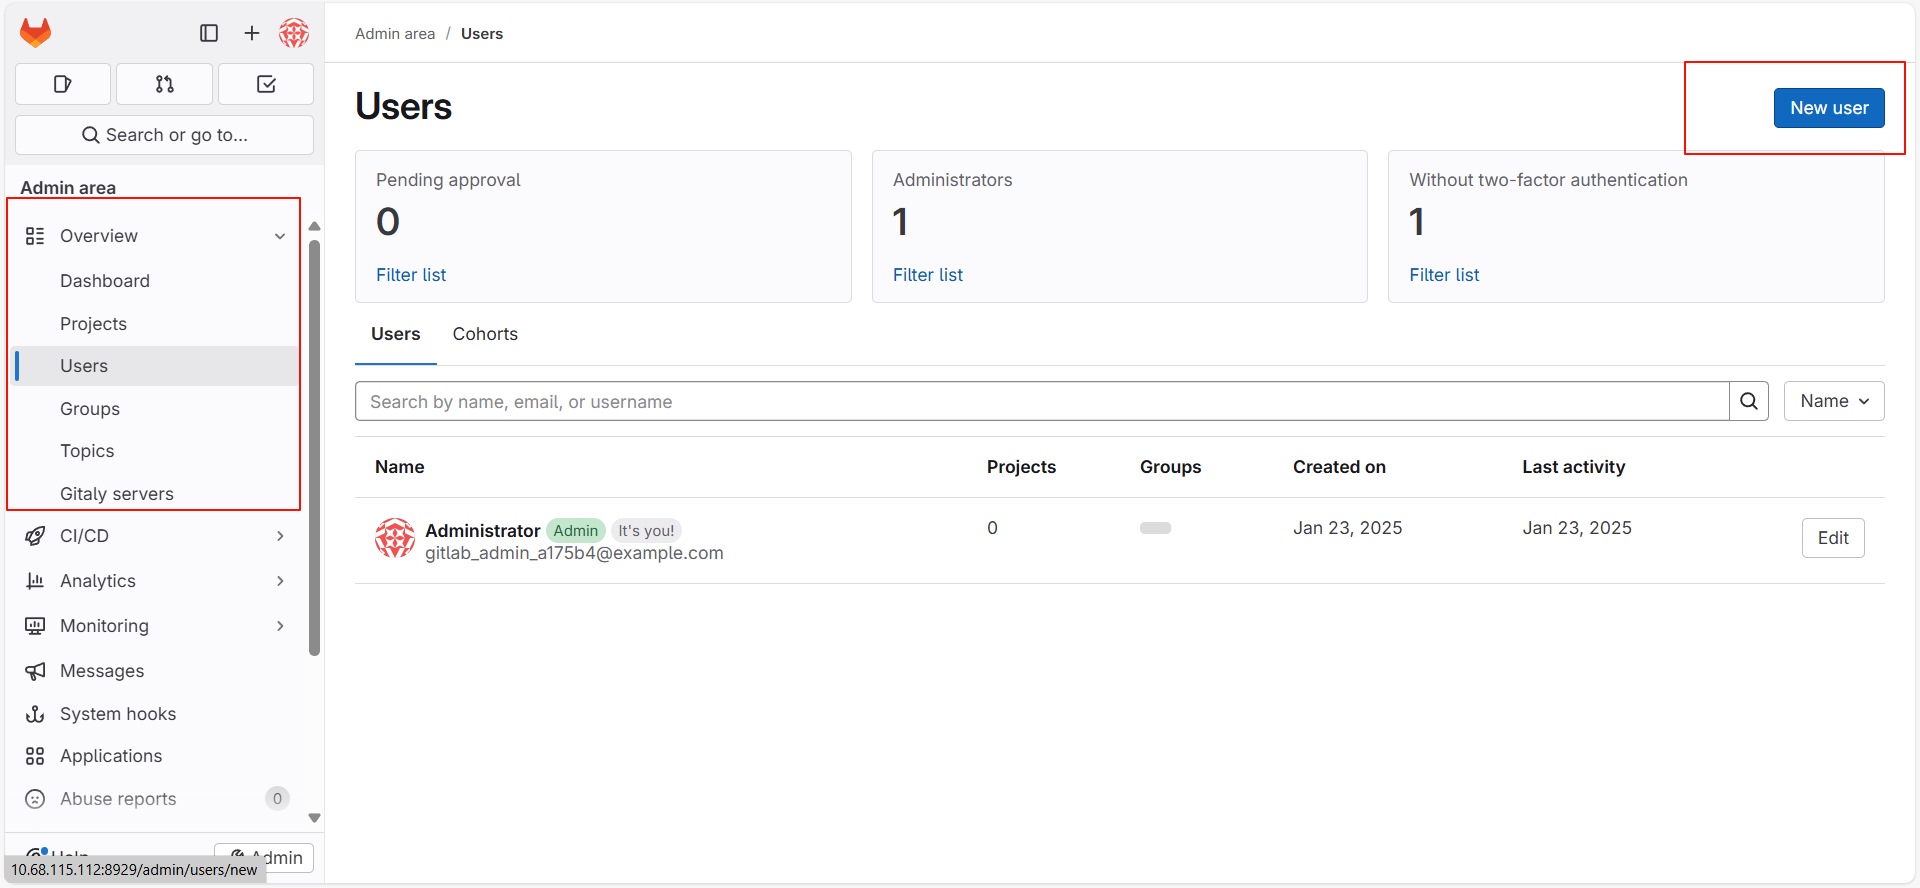 Admin area / Users
Search or go to...
Admin area
Overview
Dashboard
Projects
Users
Groups
Topics
Gitaly servers
CI/CD
Analytics
Monitoring
Messages
System hooks
Applications
Abuse reports 0
Help
Admin
10.68.115.112:8929/admin/users/new
Users
New user
Pending approval
0
Filter list
Administrators
1
Filter list
Without two-factor authentication
1
Filter list
Users Cohorts
Search by name, email, or username
Name
Name Projects Groups Created on Last activity
Administrator Admin It's you! 0 Jan 23, 2025 Jan 23, 2025 Edit
gitlab_admin_a175b4@example.com